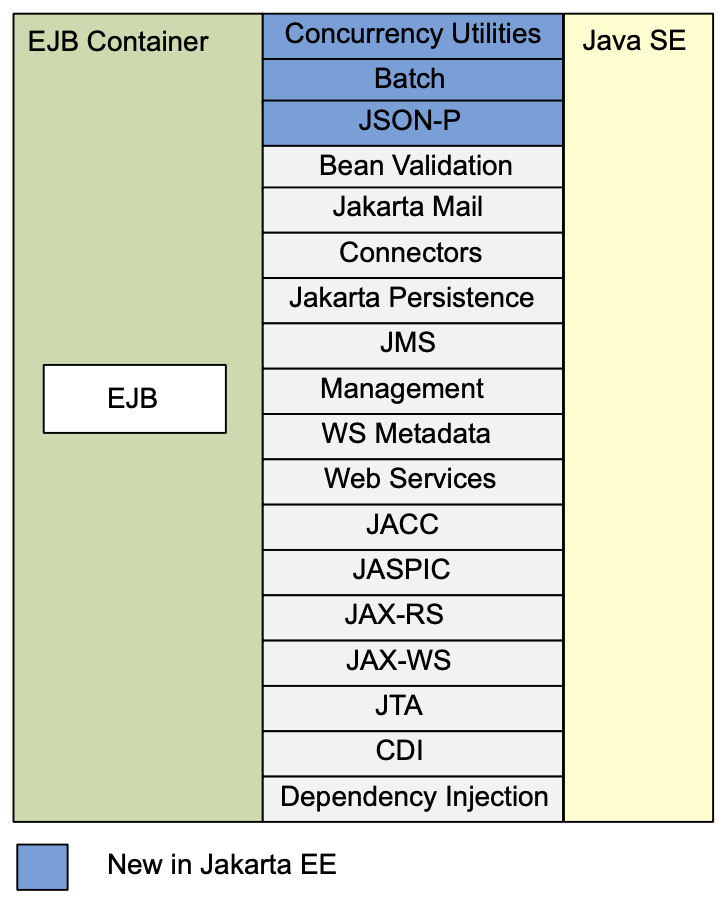 EJB Container
Concurrency Utilities
Java SE
Batch
JSON-P
Bean Validation
Jakarta Mail
Connectors
Jakarta Persistence
JMS
Management
EJB
WS Metadata
Web Services
JACC
JASPIC
JAX-RS
JAX-WS
JTA
CDI
Dependency Injection
New in Jakarta EE